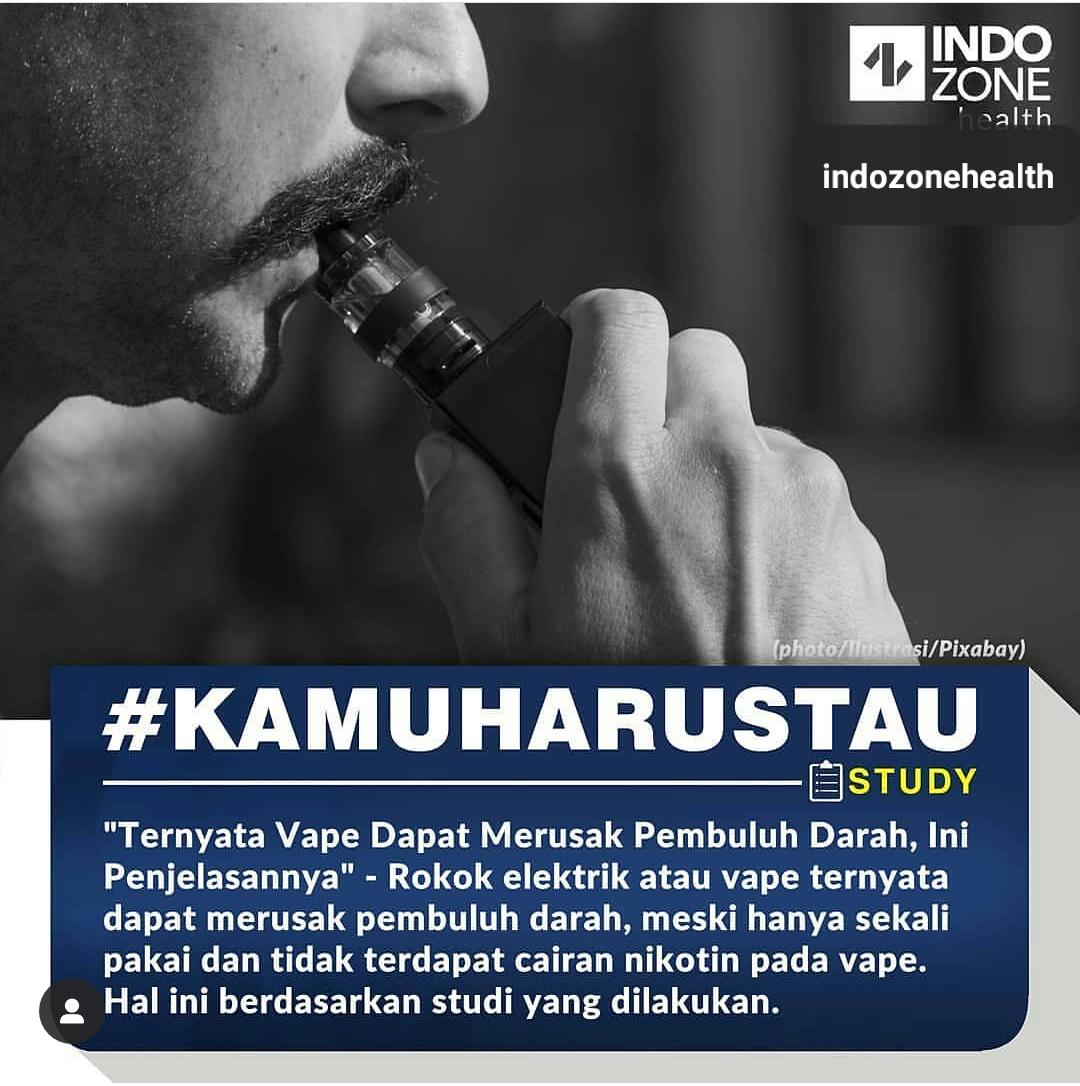 INDO
ZONE
health
indozonehealth
(photo/Ilustrasi/Pixabay)
#KAMUHARUSTAU
STUDY
"Ternyata Vape Dapat Merusak Pembuluh Darah, Ini
Penjelasannya" - Rokok elektrik atau vape ternyata
dapat merusak pembuluh darah, meski hanya sekali
pakai dan tidak terdapat cairan nikotin pada vape.
Hal ini berdasarkan studi yang dilakukan.